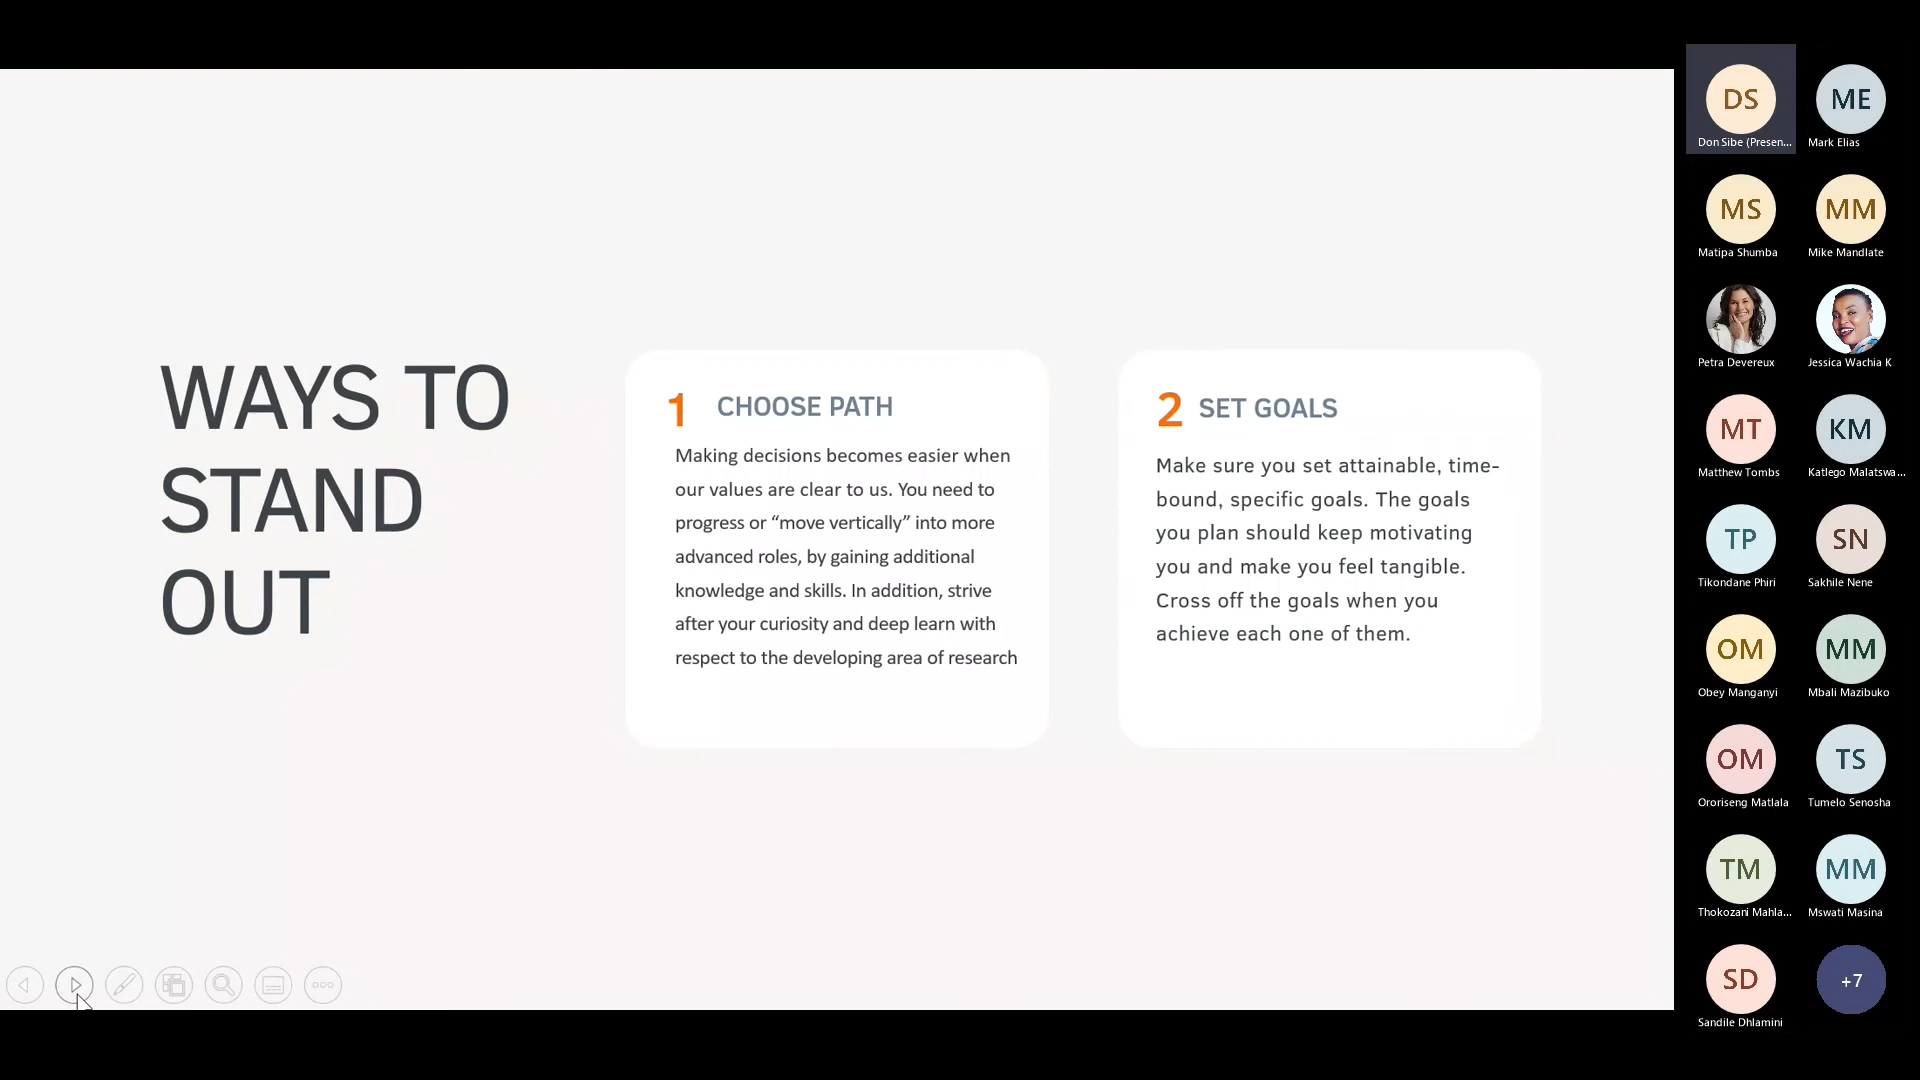 WAYS TO
STAND
OUT
1 CHOOSE PATH
Making decisions becomes easier when
our values are clear to us. You need to
progress or “move vertically” into more
advanced roles, by gaining additional
knowledge and skills. In addition, strive
after your curiosity and deep learn with
respect to the developing area of research
2 SET GOALS
Make sure you set attainable, time-
bound, specific goals. The goals
you plan should keep motivating
you and make you feel tangible.
Cross off the goals when you
achieve each one of them.
DS ME
Don Sibe (Presen... Mark Elias
MS MM
Matipa Shumba Mike Mandlate
Petra Devereux Jessica Wachia K
MT KM
Matthew Tombs Katlego Malatswa...
TP SN
Tikondane Phiri Sakhile Nene
OM MM
Obey Manganyi Mbali Mazibuko
OM TS
Ororiseng Matlala Tumelo Senosha
TM MM
Thokozani Mahla... Mswati Masina
SD +7
Sandile Dhlamini